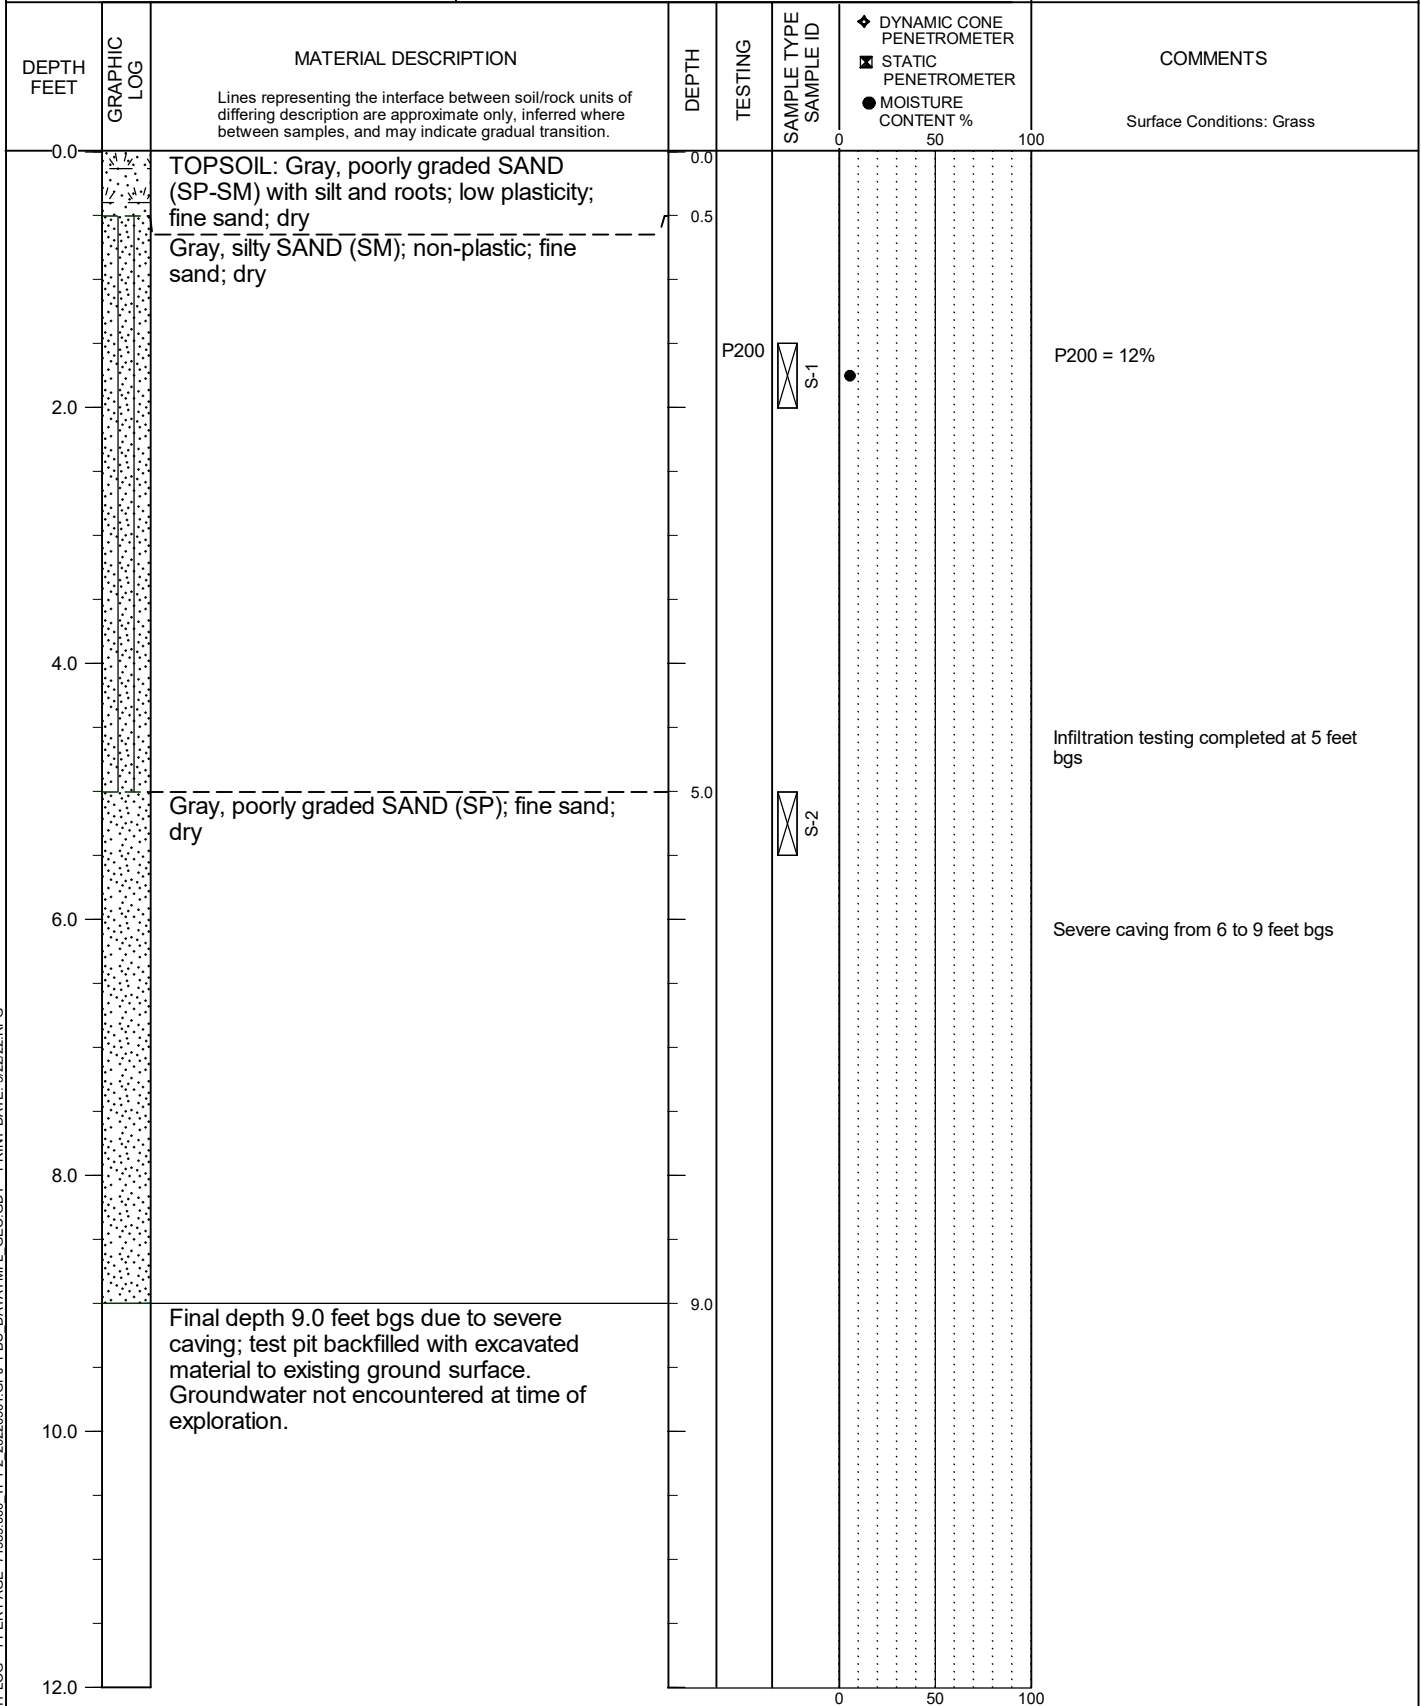 DEPTH
FEET
GRAPHIC
LOG
MATERIAL DESCRIPTION
Lines representing the interface between soil/rock units of
differing description are approximate only, inferred where
between samples, and may indicate gradual transition.
DEPTH
TESTING
SAMPLE TYPE
SAMPLE ID
DYNAMIC CONE
PENETROMETER
STATIC
PENETROMETER
MOISTURE
CONTENT %
0 50 100
COMMENTS
Surface Conditions: Grass
0.0
TOPSOIL: Gray, poorly graded SAND
(SP-SM) with silt and roots; low plasticity;
fine sand; dry
0.0
0.5
Gray, silty SAND (SM); non-plastic; fine
sand; dry
P200
S-1
P200 = 12%
2.0
4.0
Infiltration testing completed at 5 feet
bgs
5.0
Gray, poorly graded SAND (SP); fine sand;
dry
S-2
6.0
Severe caving from 6 to 9 feet bgs
8.0
9.0
Final depth 9.0 feet bgs due to severe
caving; test pit backfilled with excavated
material to existing ground surface.
Groundwater not encountered at time of
exploration.
10.0
12.0
0 50 100